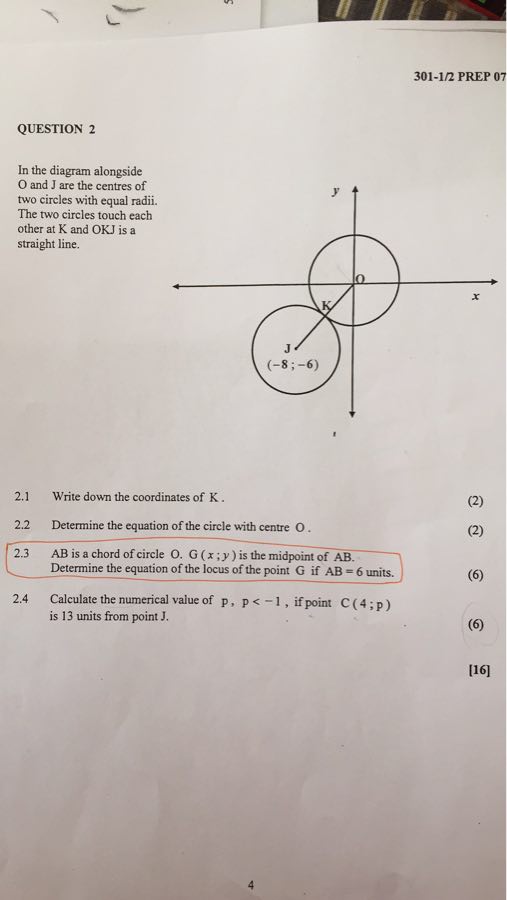 301-1/2 PREP 07
QUESTION 2
In the diagram alongside
O and J are the centres of
two circles with equal radii.
The two circles touch each
other at K and OKJ is a
straight line.
y
O
x
K
J
(−8 ; −6)
2.1 Write down the coordinates of K. (2)
2.2 Determine the equation of the circle with centre O. (2)
2.3 AB is a chord of circle O. G ( x ; y ) is the midpoint of AB.
Determine the equation of the locus of the point G if AB = 6 units. (6)
2.4 Calculate the numerical value of p, p < −1, if point C ( 4 ; p )
is 13 units from point J. (6)
[16]
4